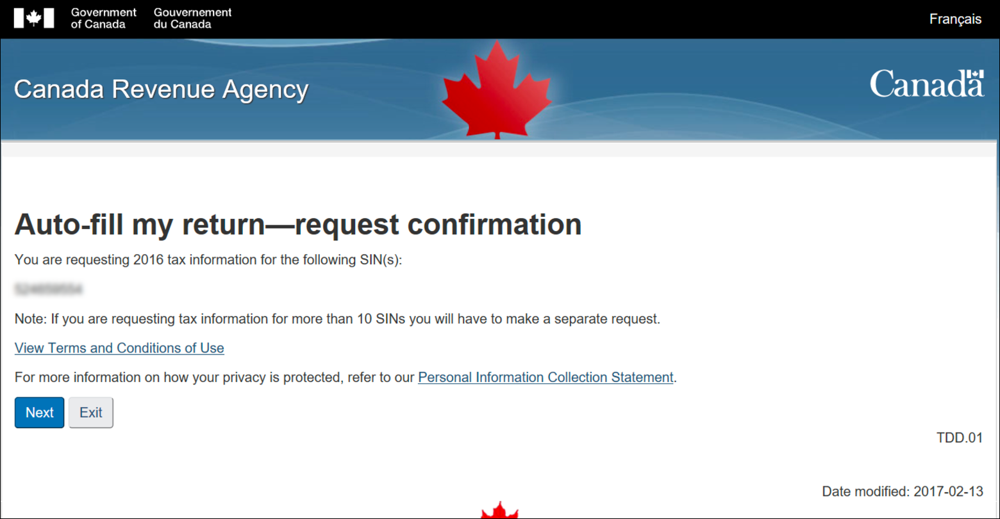 Government of Canada
Gouvernement du Canada
Français
Canada Revenue Agency
Canada
Auto-fill my return—request confirmation
You are requesting 2016 tax information for the following SIN(s):
Note: If you are requesting tax information for more than 10 SINs you will have to make a separate request.
View Terms and Conditions of Use
For more information on how your privacy is protected, refer to our Personal Information Collection Statement.
Next Exit
TDD.01
Date modified: 2017-02-13